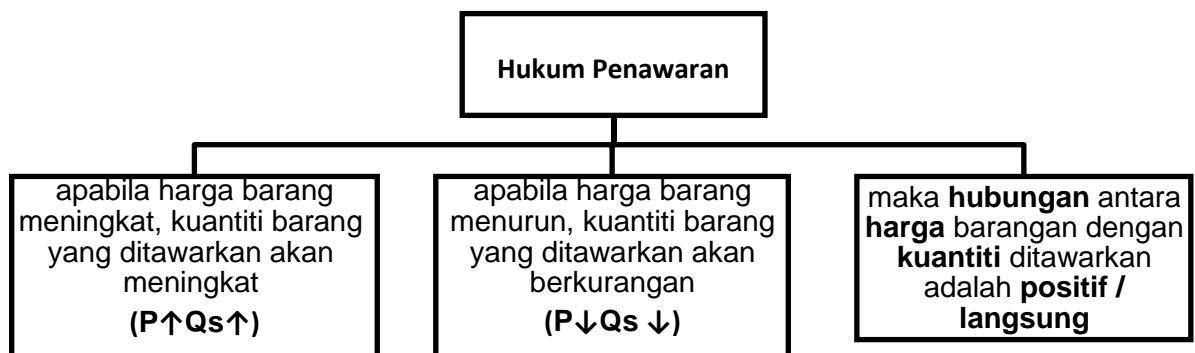 Hukum Penawaran
apabila harga barang
meningkat, kuantiti barang
yang ditawarkan akan
meningkat
(P↑Qs↑)
apabila harga barang
menurun, kuantiti barang
yang ditawarkan akan
berkurangan
(P↓Qs ↓)
maka hubungan antara
harga barangan dengan
kuantiti ditawarkan
adalah positif /
langsung